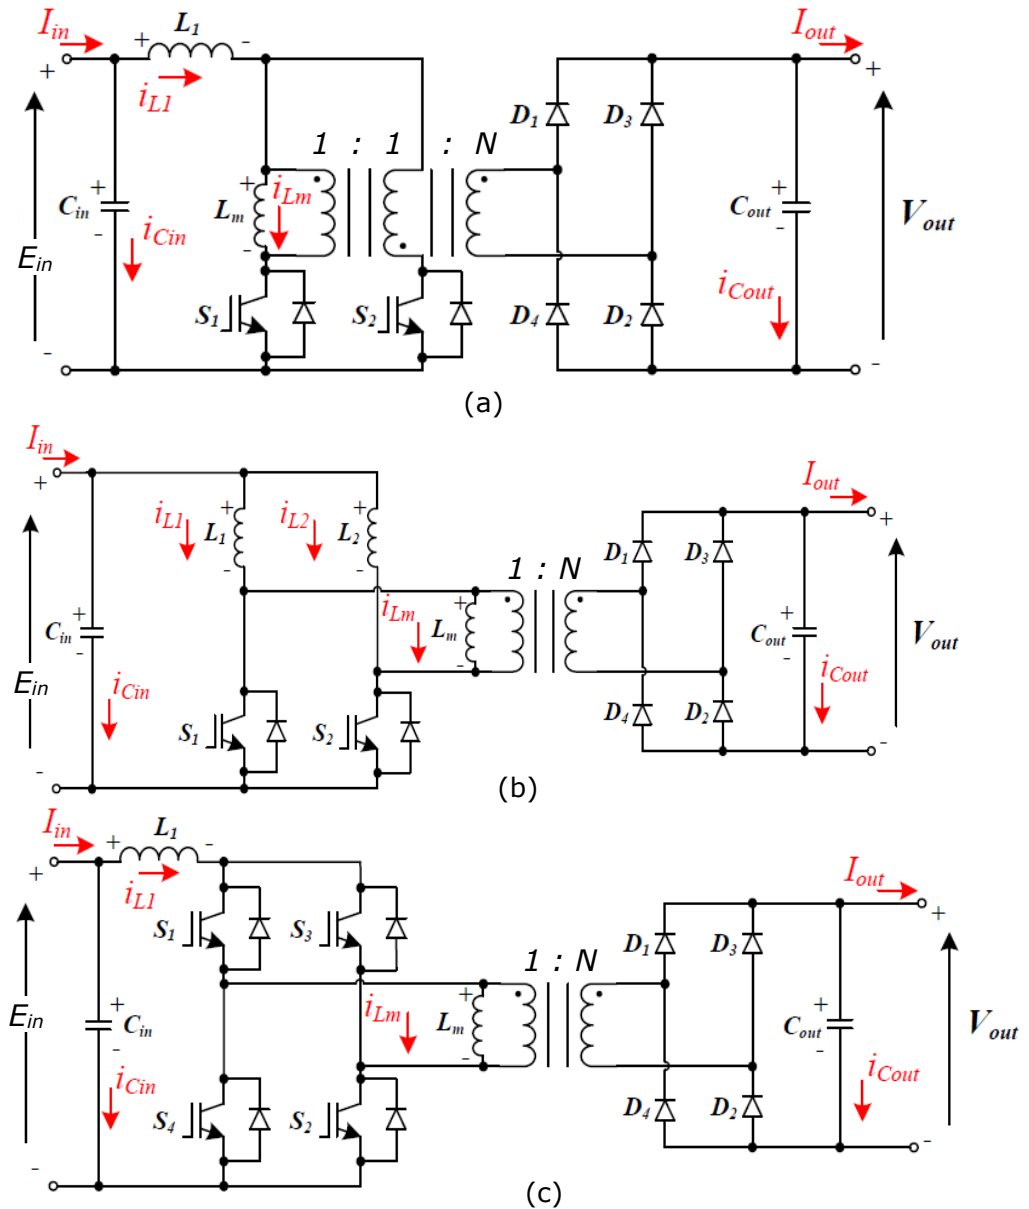 I_in
+ L_1 -
I_out
+ i_L1 +
D_1 D_3
1 : 1 : N
+ i_Lm
C_in + L_m C_out + V_out
- i_Cin -
E_in
i_Cout
S_1 S_2 D_4 D_2
- -
(a)
I_in
+ I_out
i_L1 + L_1 - i_L2 + L_2 -
+
D_1 D_3
1 : N
i_Lm + L_m -
C_in + - C_out + - V_out
E_in i_Cin i_Cout
S_1 S_2 D_4 D_2
- -
(b)
I_in + L_1 -
+ i_L1 I_out
+
S_1 S_3 D_1 D_3
1 : N
E_in C_in + - i_Lm + L_m - C_out + - V_out
i_Cin i_Cout
S_4 S_2 D_4 D_2
- -
(c)